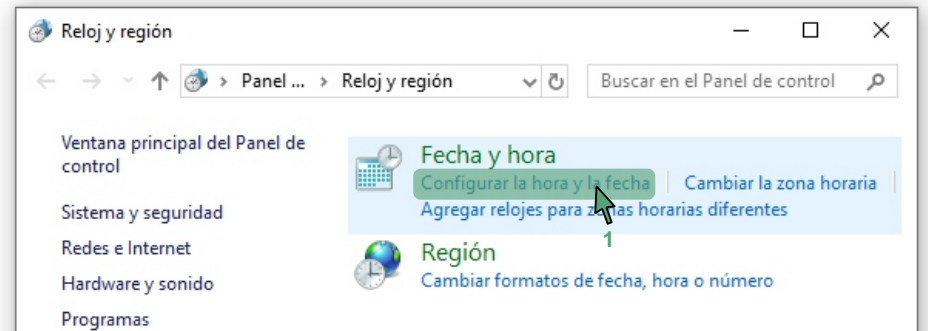 Reloj y región
Panel ... > Reloj y región
Buscar en el Panel de control
Ventana principal del Panel de
control
Sistema y seguridad
Redes e Internet
Hardware y sonido
Programas
Fecha y hora
Configurar la hora y la fecha | Cambiar la zona horaria
Agregar relojes para zonas horarias diferentes
1
Región
Cambiar formatos de fecha, hora o número